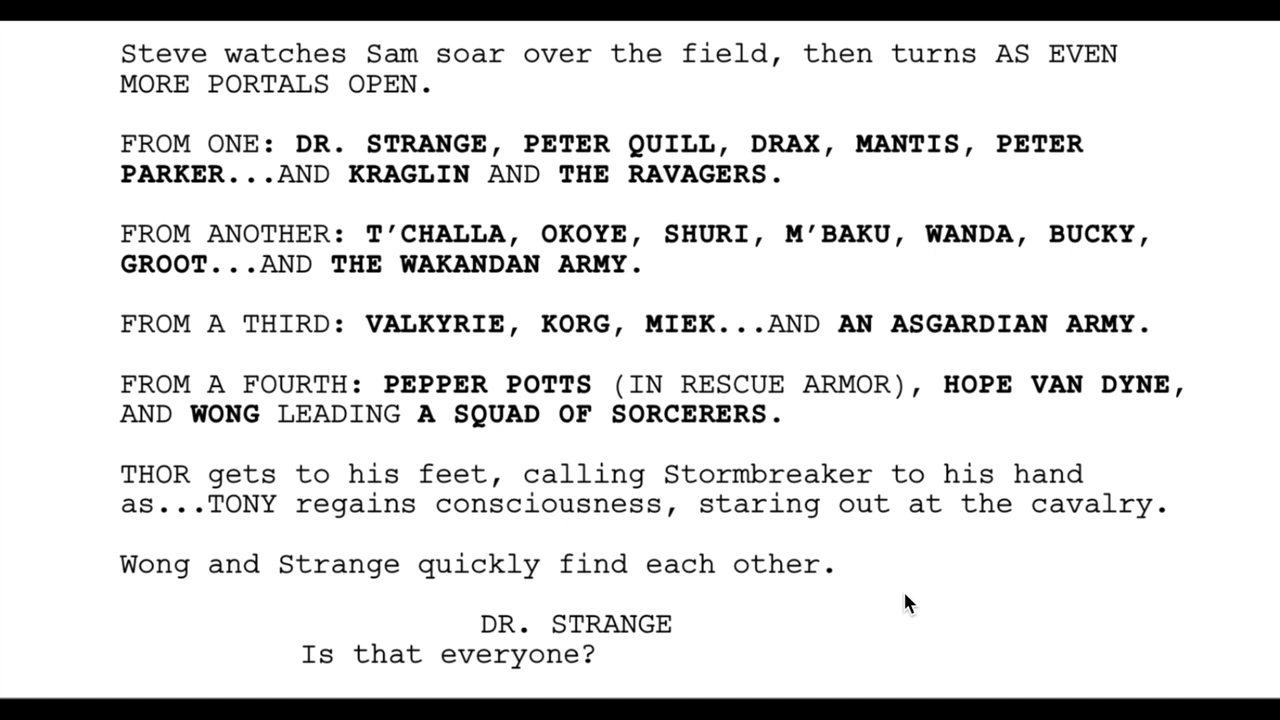 Steve watches Sam soar over the field, then turns AS EVEN
MORE PORTALS OPEN.
FROM ONE: DR. STRANGE, PETER QUILL, DRAX, MANTIS, PETER
PARKER...AND KRAGLIN AND THE RAVAGERS.
FROM ANOTHER: T’CHALLA, OKOYE, SHURI, M’BAKU, WANDA, BUCKY,
GROOT...AND THE WAKANDAN ARMY.
FROM A THIRD: VALKYRIE, KORG, MIEK...AND AN ASGARDIAN ARMY.
FROM A FOURTH: PEPPER POTTS (IN RESCUE ARMOR), HOPE VAN DYNE,
AND WONG LEADING A SQUAD OF SORCERERS.
THOR gets to his feet, calling Stormbreaker to his hand
as...TONY regains consciousness, staring out at the cavalry.
Wong and Strange quickly find each other.
DR. STRANGE
Is that everyone?